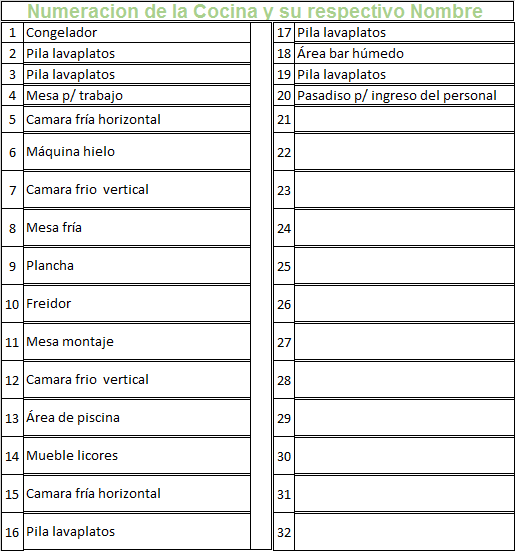 Numeracion de la Cocina y su respectivo Nombre
1 Congelador
2 Pila lavaplatos
3 Pila lavaplatos
4 Mesa p/ trabajo
5 Camara fría horizontal
6 Máquina hielo
7 Camara frio vertical
8 Mesa fría
9 Plancha
10 Freidor
11 Mesa montaje
12 Camara frio vertical
13 Área de piscina
14 Mueble licores
15 Camara fría horizontal
16 Pila lavaplatos
17 Pila lavaplatos
18 Área bar húmedo
19 Pila lavaplatos
20 Pasadiso p/ ingreso del personal
21
22
23
24
25
26
27
28
29
30
31
32